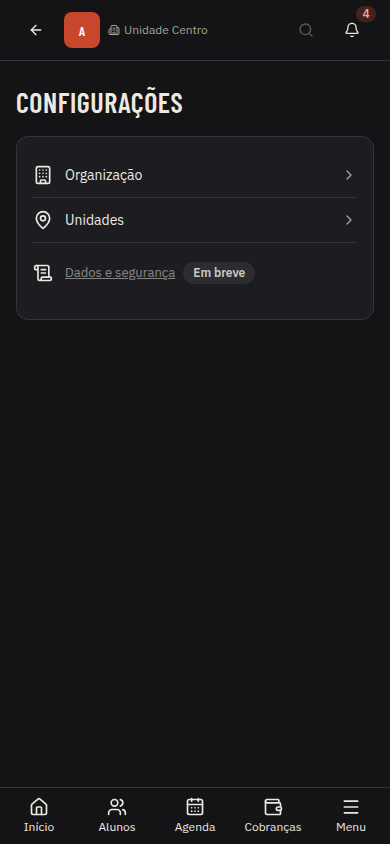 4
A Unidade Centro
CONFIGURAÇÕES
Organização
Unidades
Dados e segurança Em breve
Início Alunos Agenda Cobranças Menu